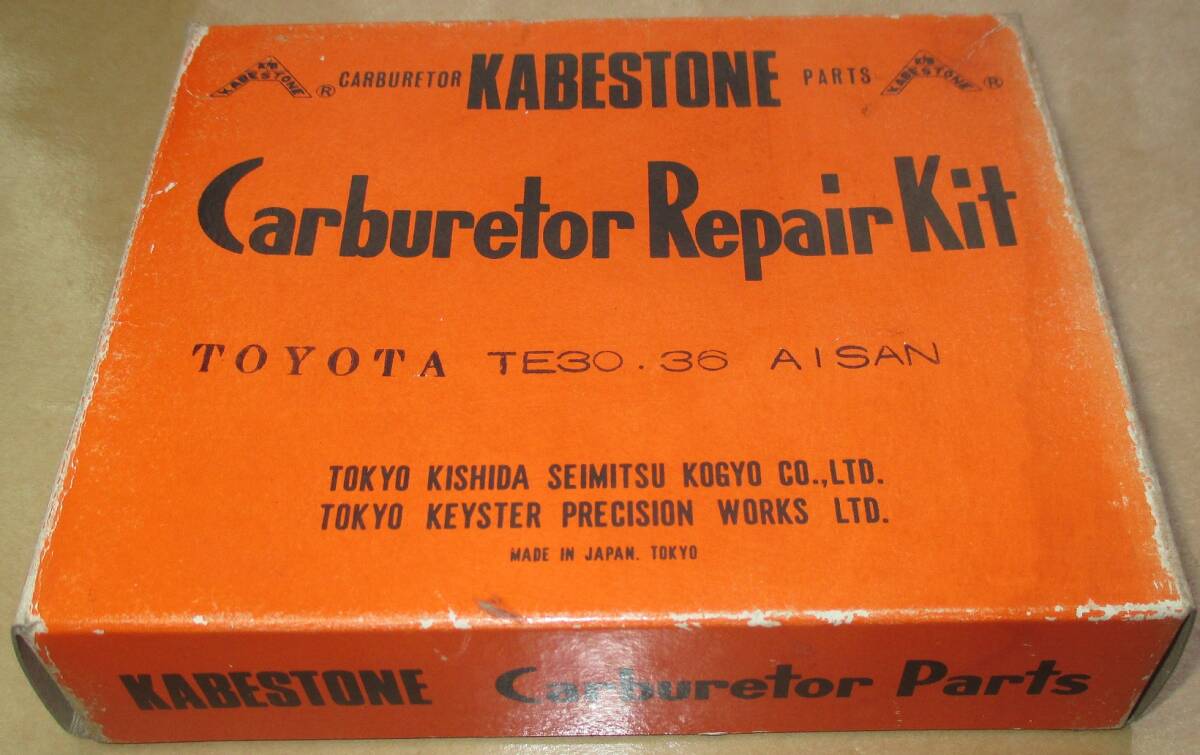 KABESTONE ® CARBURETOR KABESTONE PARTS KABESTONE ®
Carburetor Repair Kit
TOYOTA TE30.36 AISAN
TOKYO KISHIDA SEIMITSU KOGYO CO.,LTD.
TOKYO KEYSTER PRECISION WORKS LTD.
MADE IN JAPAN. TOKYO
KABESTONE Carburetor Parts